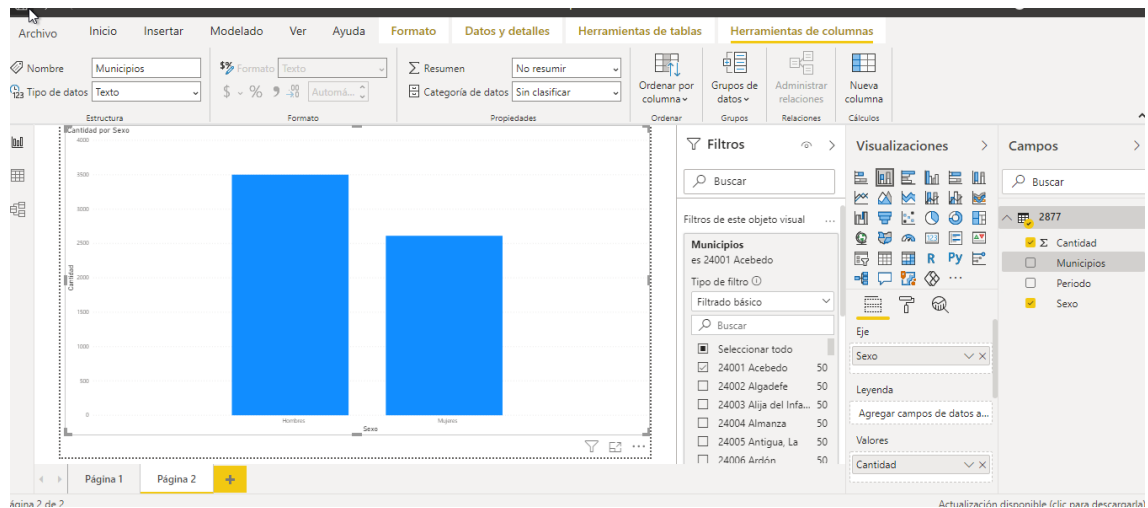 Archivo Inicio Insertar Modelado Ver Ayuda Formato Datos y detalles Herramientas de tablas Herramientas de columnas
Nombre Municipios
Tipo de datos Texto
Estructura
Formato Texto
$ % 9 Automá...
Formato
Resumen No resumir
Categoría de datos Sin clasificar
Propiedades
Ordenar por
columna
Ordenar
Grupos de
datos
Grupos
Administrar
relaciones
Relaciones
Nueva
columna
Cálculos
Cantidad por Sexo
4000
3500
3000
2500
2000
1500
1000
500
0
Cantidad
Hombres Mujeres
Sexo
Filtros
Buscar
Filtros de este objeto visual ...
Municipios
es 24001 Acebedo
Tipo de filtro
Filtrado básico
Buscar
Seleccionar todo
24001 Acebedo 50
24002 Algadefe 50
24003 Alija del Infa... 50
24004 Almanza 50
24005 Antigua, La 50
24006 Ardón 50
Visualizaciones
R Py
...
Eje
Sexo
Leyenda
Agregar campos de datos a...
Valores
Cantidad
Campos
Buscar
2877
Σ Cantidad
Municipios
Periodo
Sexo
Página 1 Página 2 +
ágina 2 de 2
Actualización disponible (clic para descargarla)